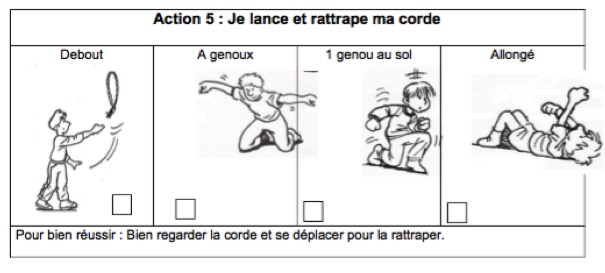 Action 5 : Je lance et rattrape ma corde
Debout
A genoux
1 genou au sol
Allongé
Pour bien réussir : Bien regarder la corde et se déplacer pour la rattraper.